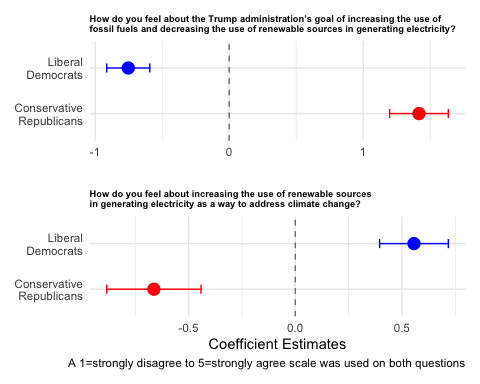 How do you feel about the Trump administration's goal of increasing the use of
fossil fuels and decreasing the use of renewable sources in generating electricity?
Liberal
Democrats
Conservative
Republicans
-1 0 1
How do you feel about increasing the use of renewable sources
in generating electricity as a way to address climate change?
Liberal
Democrats
Conservative
Republicans
-0.5 0.0 0.5
Coefficient Estimates
A 1=strongly disagree to 5=strongly agree scale was used on both questions